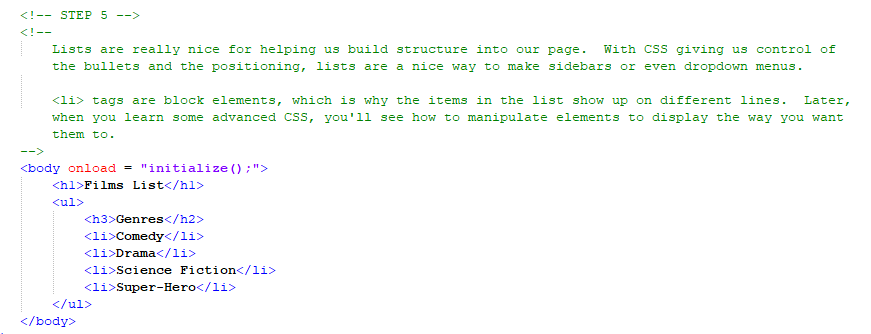 <!-- STEP 5 -->
<!--
Lists are really nice for helping us build structure into our page.  With CSS giving us control of
the bullets and the positioning, lists are a nice way to make sidebars or even dropdown menus.
<li> tags are block elements, which is why the items in the list show up on different lines.  Later,
when you learn some advanced CSS, you'll see how to manipulate elements to display the way you want
them to.
-->
<body onload = "initialize();">
<h1>Films List</h1>
<ul>
<h3>Genres</h2>
<li>Comedy</li>
<li>Drama</li>
<li>Science Fiction</li>
<li>Super-Hero</li>
</ul>
</body>